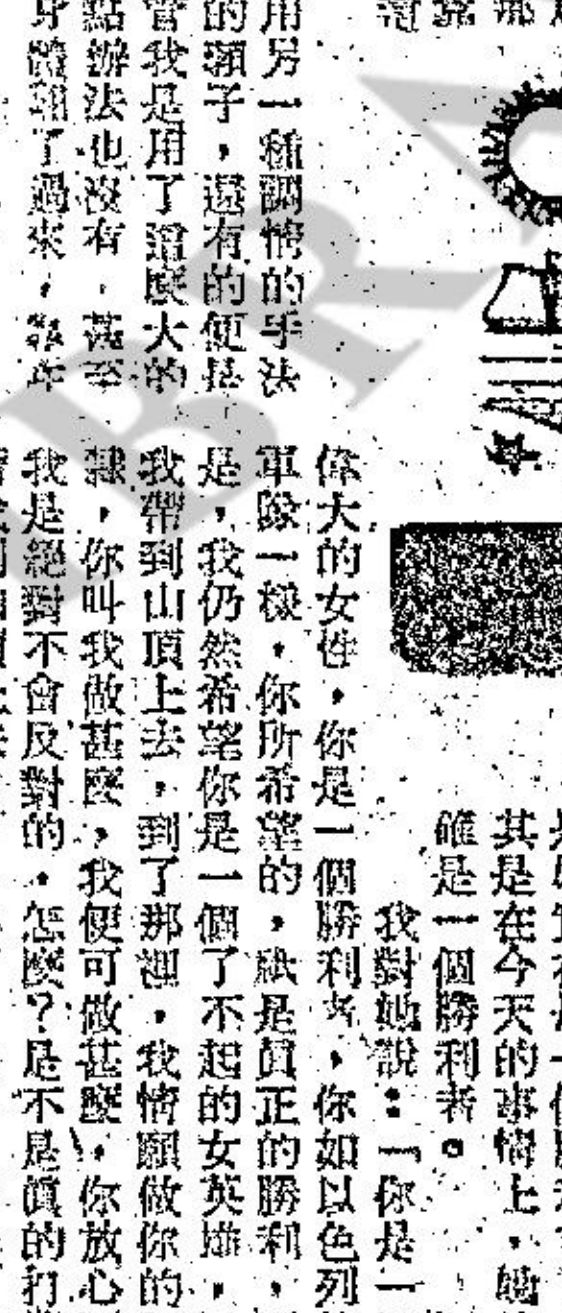 其是在今天的事情上，她
確是一個勝利者。
我對她說：「你是一
偉大的女性，你是一個勝利者，你如以色列
軍隊一樣，你所希望的，祇是眞正的勝利，
是，我仍然希望你是一個了不起的女英雄，
我帶到山頂上去，到了那裡，我情願做你的
隸，你叫我做甚麼，我便可做甚麼，你放心
我是絕對不會反對的，怎麼？是不是眞的打
用另一種調情的手法
的頸子，還有的便是
管我是用了這麼大的
點辦法也沒有，甚至
身體翻了過來，
BRA